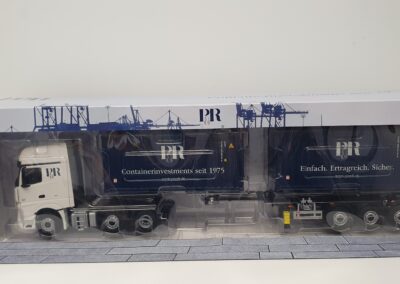 PR
PR
PR
Containerinvestments seit 1975
PR
Einfach. Ertragreich. Sicher.